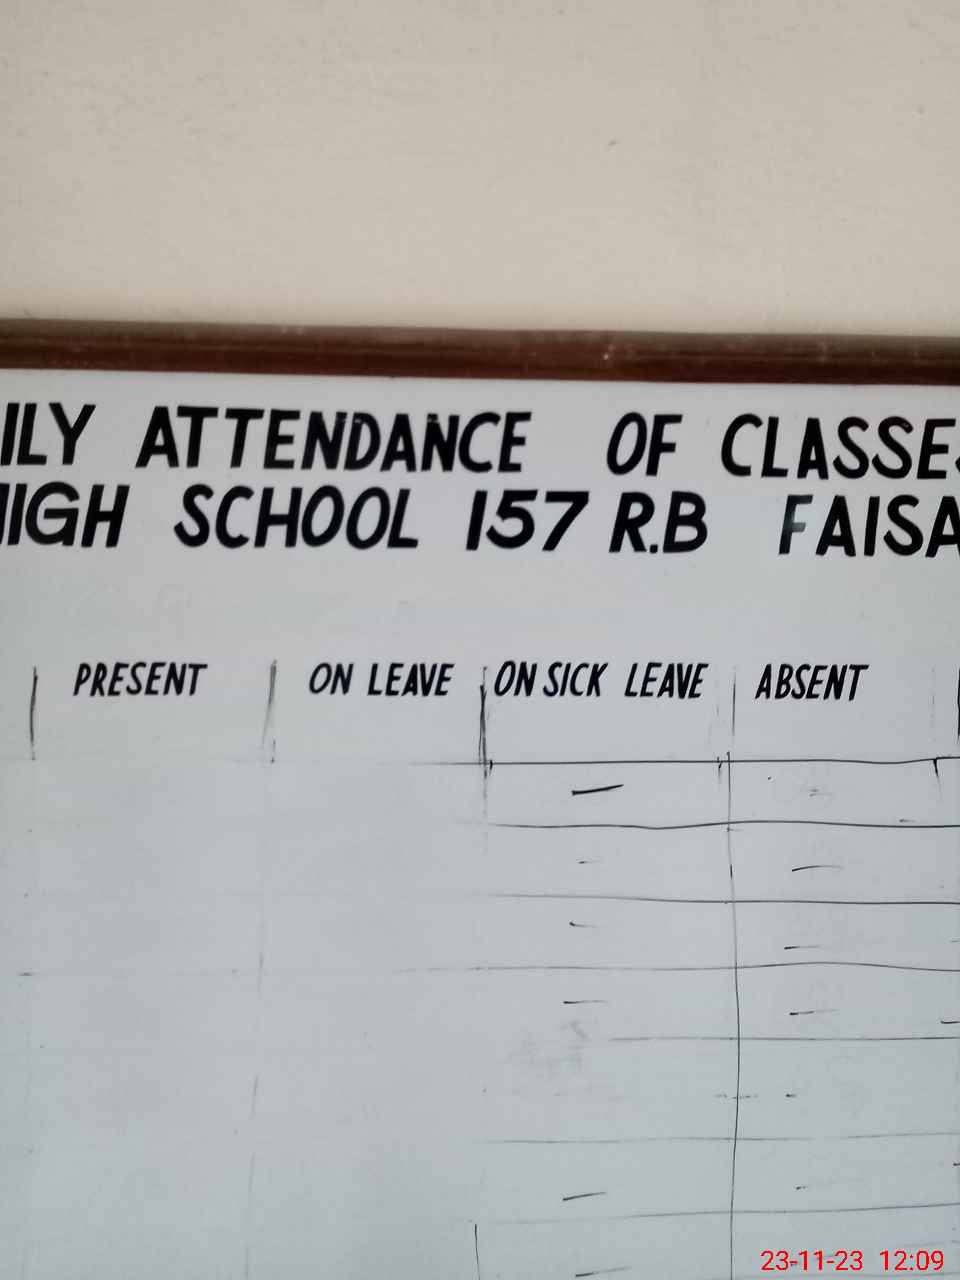 ILY ATTENDANCE OF CLASSES
HIGH SCHOOL 157 R.B FAISA
PRESENT ON LEAVE ON SICK LEAVE ABSENT
23-11-23 12:09